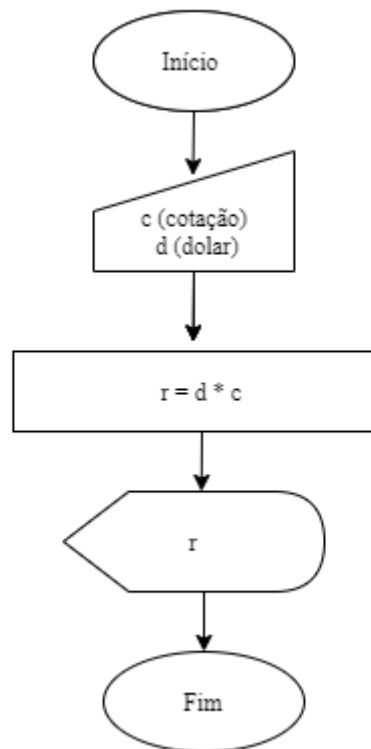 Início
c (cotação)
d (dolar)
r = d * c
r
Fim